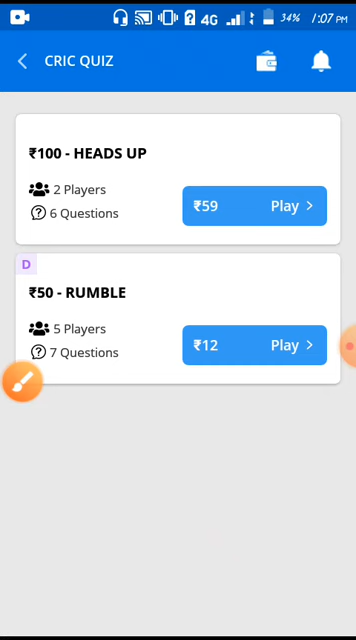 4G 34% 1:07 PM
CRIC QUIZ
₹100 - HEADS UP
2 Players
6 Questions
₹59 Play
D
₹50 - RUMBLE
5 Players
7 Questions
₹12 Play